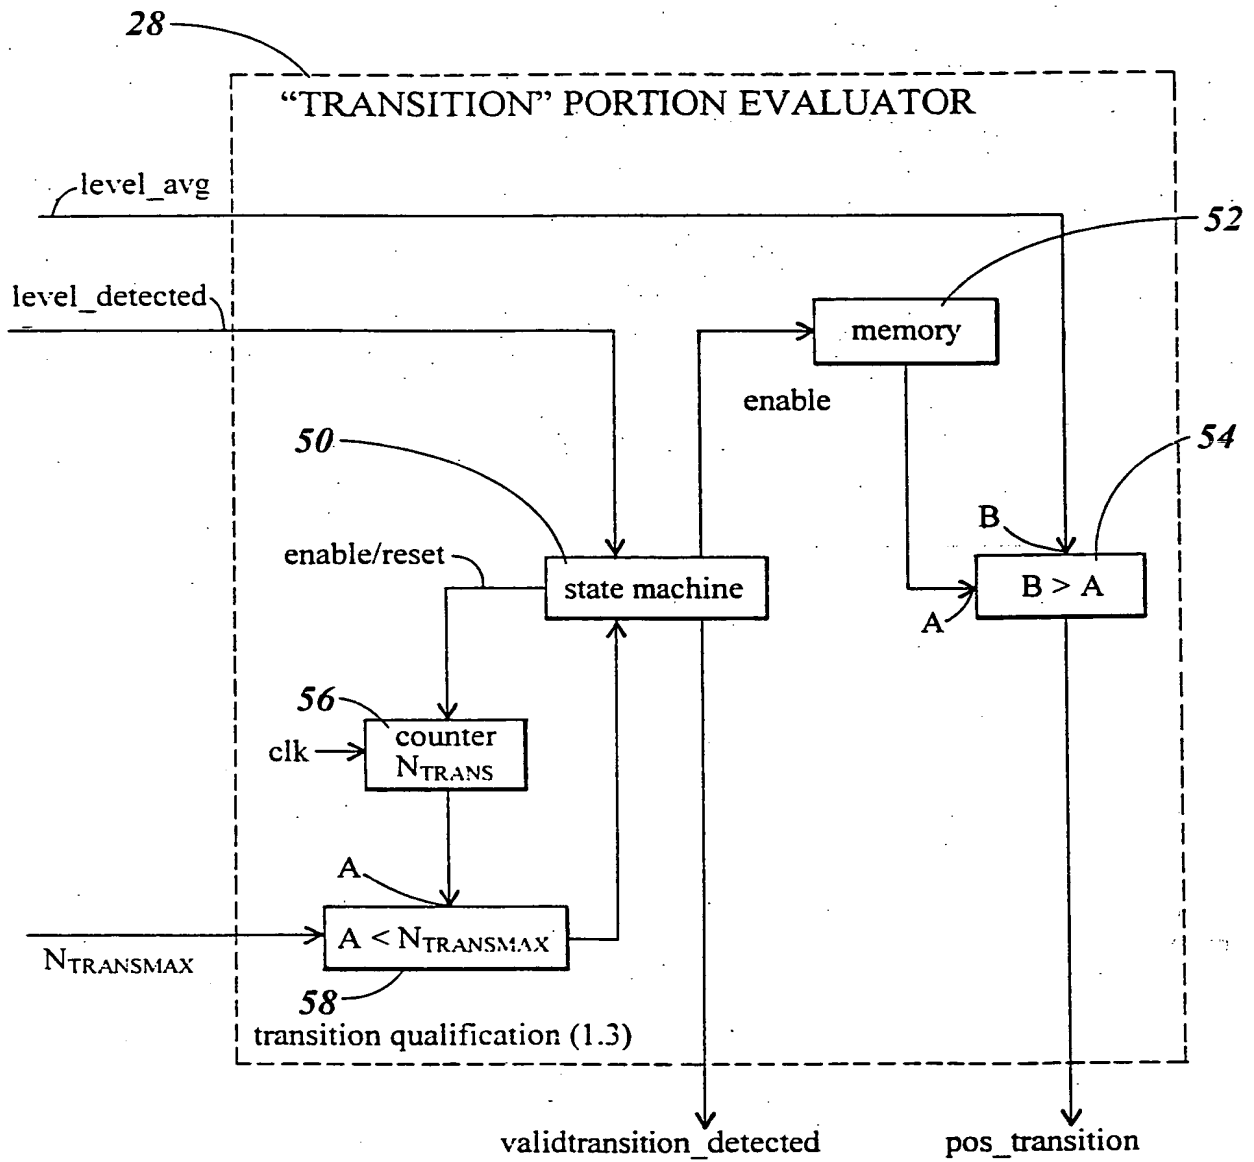 28
“TRANSITION” PORTION EVALUATOR
level_avg
52
level_detected
memory
enable
50
54
B
enable/reset
state machine
B > A
A
56
counter
clk
NTRANS
A
A < NTRANSMAX
NTRANSMAX
58
transition qualification (1.3)
validtransition_detected
pos_transition